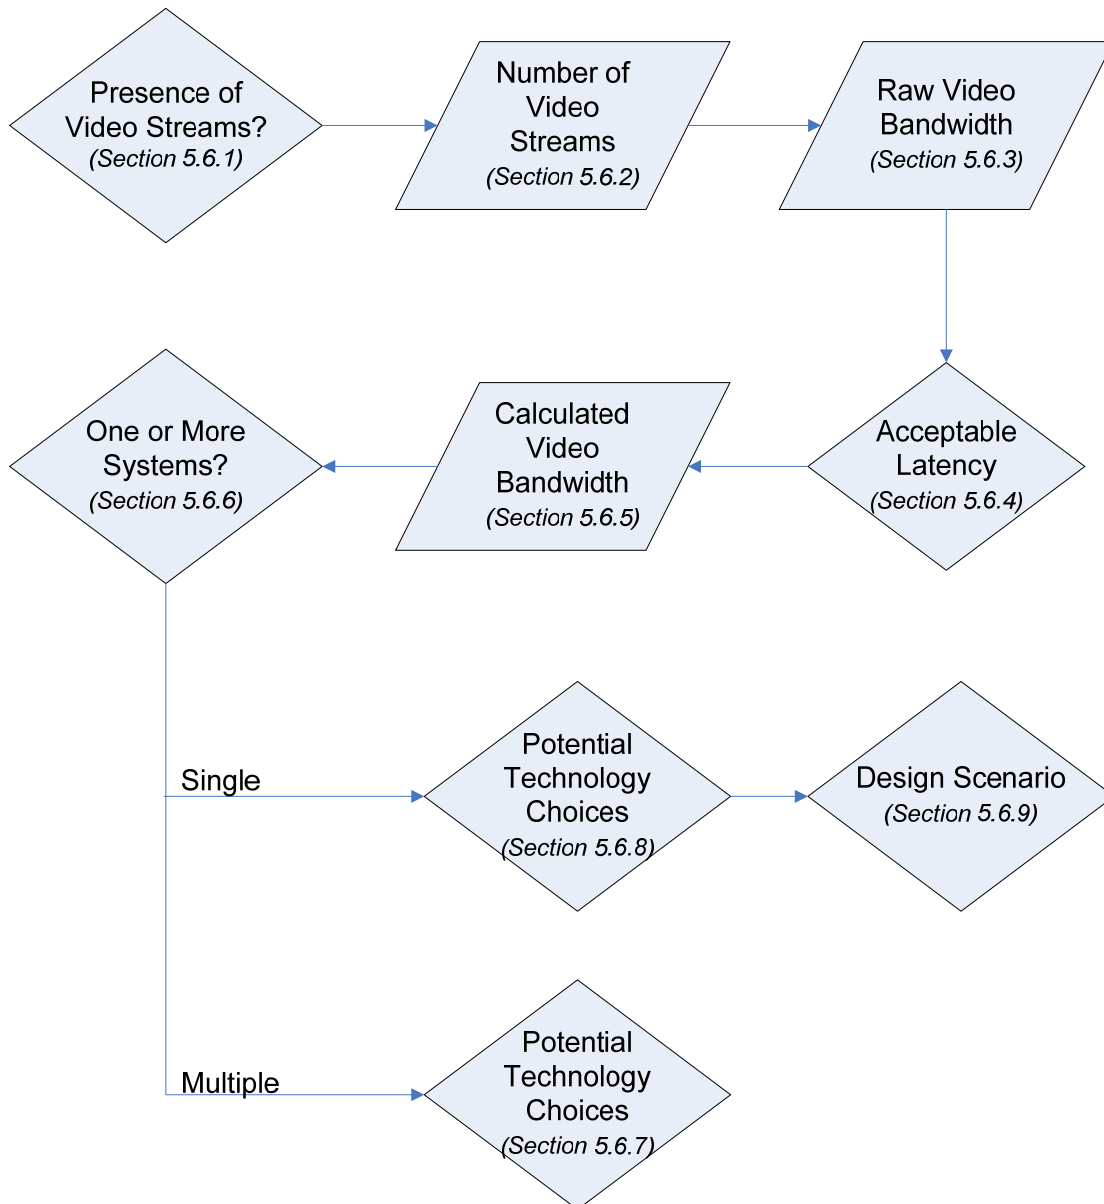 Presence of
Video Streams?
(Section 5.6.1)
Number of
Video
Streams
(Section 5.6.2)
Raw Video
Bandwidth
(Section 5.6.3)
One or More
Systems?
(Section 5.6.6)
Calculated
Video
Bandwidth
(Section 5.6.5)
Acceptable
Latency
(Section 5.6.4)
Single
Potential
Technology
Choices
(Section 5.6.8)
Design Scenario
(Section 5.6.9)
Multiple
Potential
Technology
Choices
(Section 5.6.7)